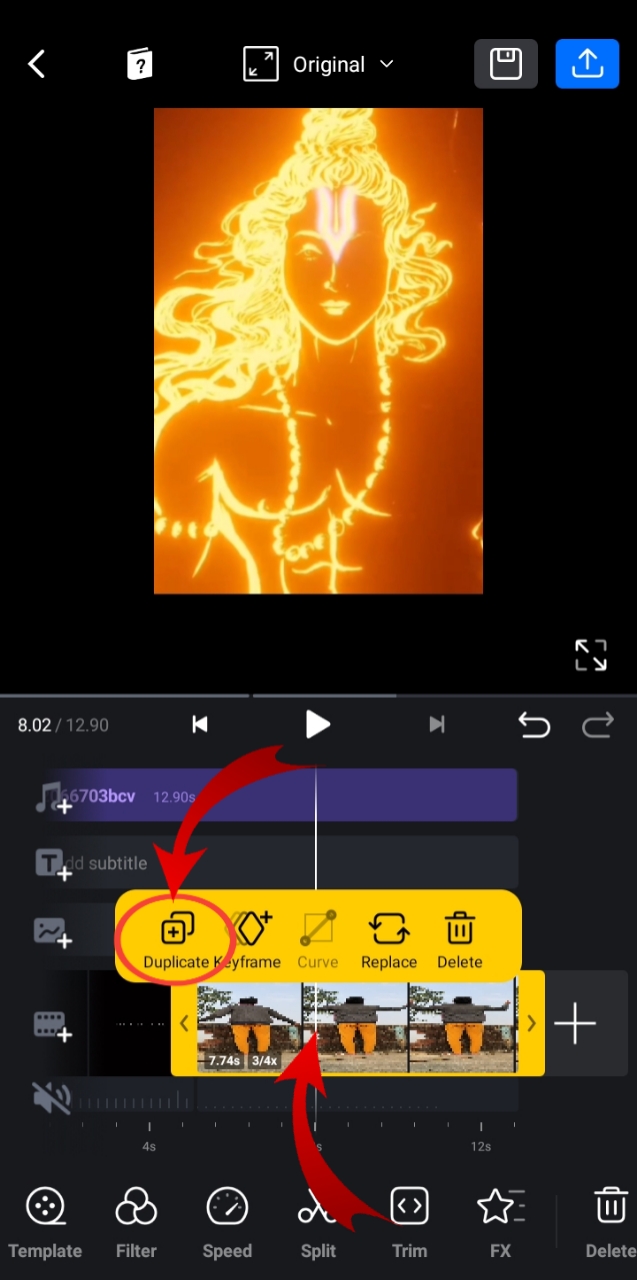 ?
Original
8.02 / 12.90
66703bcv 12.90s
dd subtitle
Duplicate Keyframe Curve Replace Delete
7.74s 3/4x
4s s 12s
Template Filter Speed Split Trim FX Delete